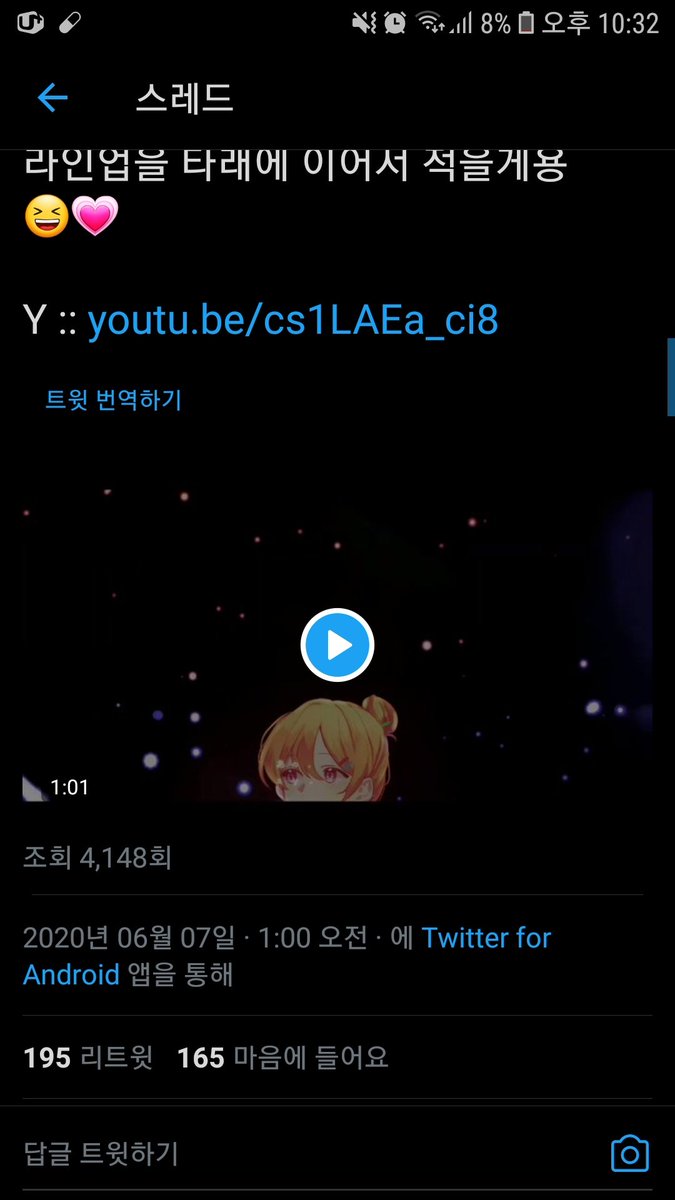 8% 오후 10:32
스레드
라인업을 타래에 이어서 적을게용
😆💗
Y :: youtu.be/cs1LAEa_ci8
트윗 번역하기
1:01
조회 4,148회
2020년 06월 07일 · 1:00 오전 · 에 Twitter for
Android 앱을 통해
195 리트윗 165 마음에 들어요
답글 트윗하기